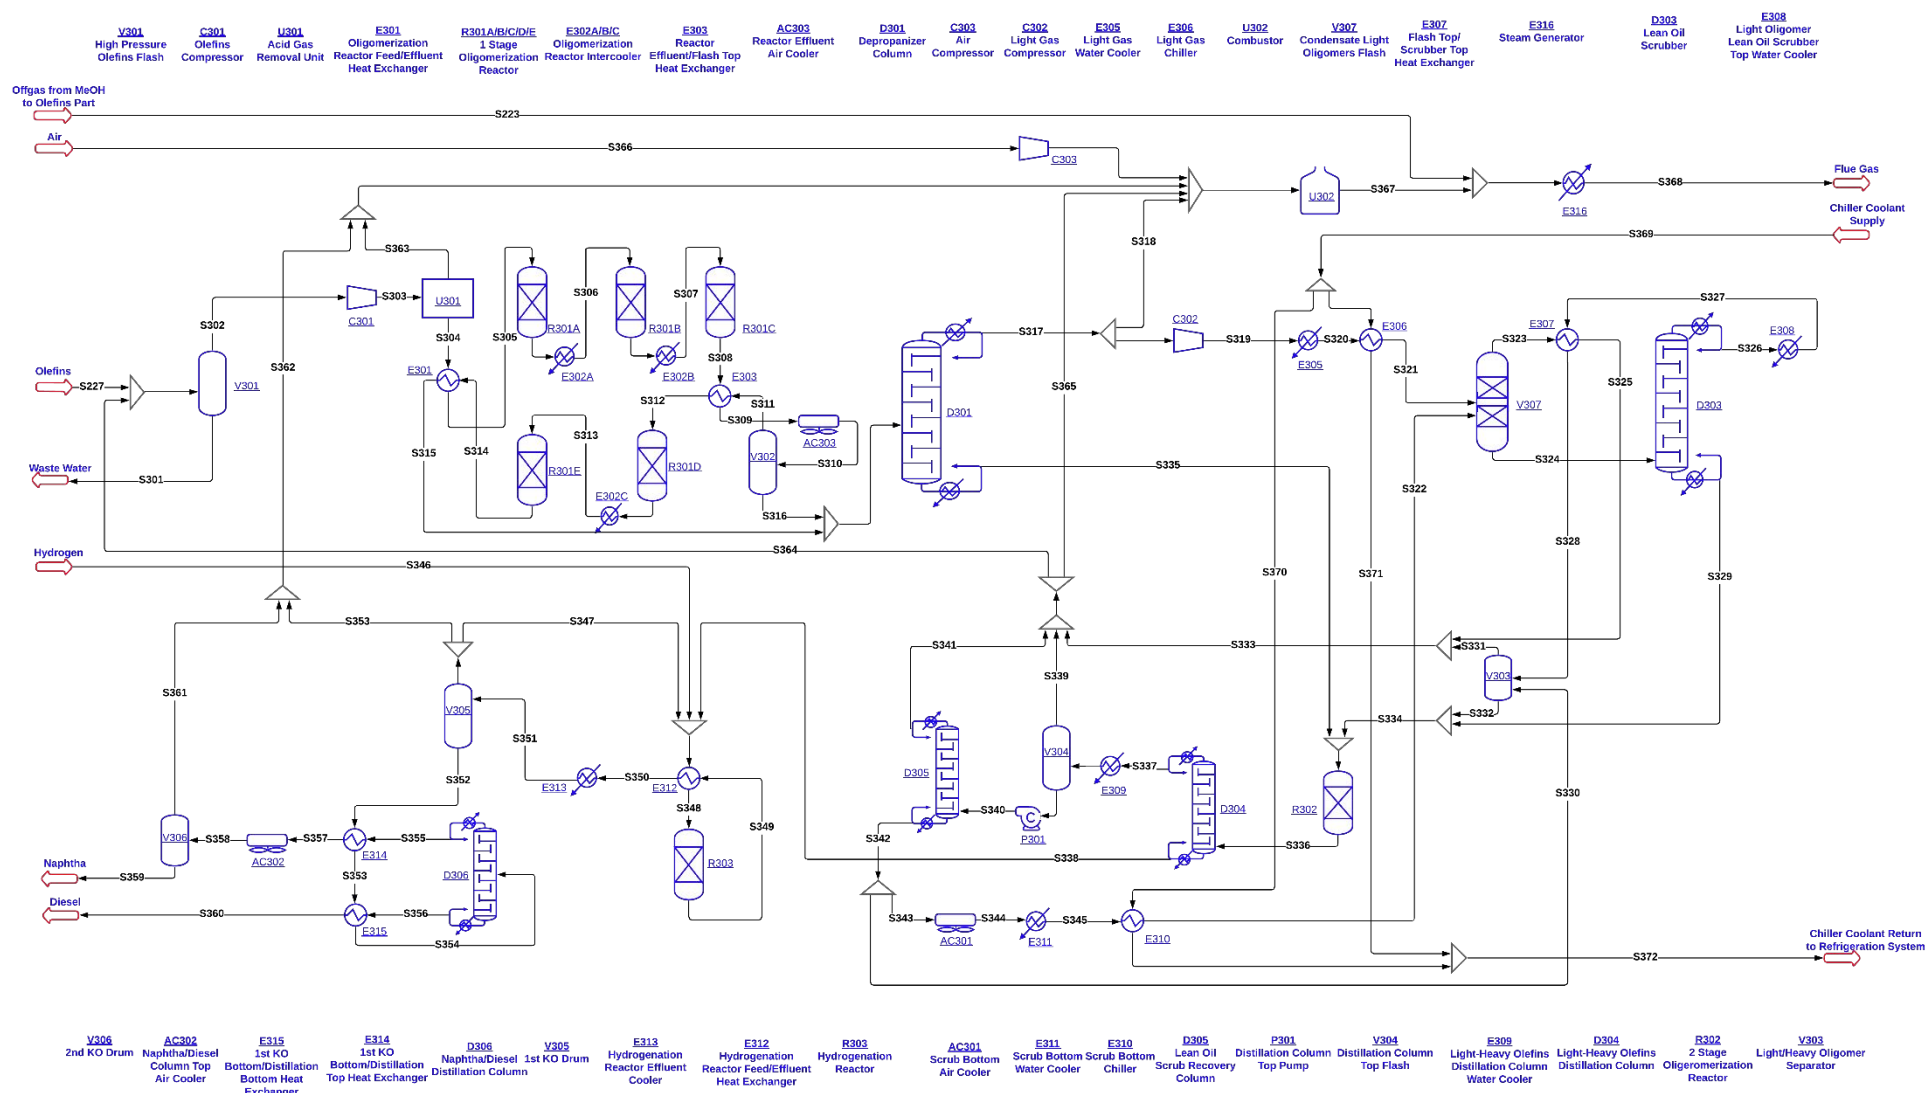 V301
High Pressure
Olefins Flash
C301
Olefins
Compressor
U301
Acid Gas
Removal Unit
E301
Oligomerization
Reactor Feed/Effluent
Heat Exchanger
R301A/B/C/D/E
1 Stage
Oligomerization
Reactor
E302A/B/C
Oligomerization
Reactor Intercooler
E303
Reactor
Effluent/Flash Top
Heat Exchanger
AC303
Reactor Effluent
Air Cooler
D301
Depropanizer
Column
C303
Air
Compressor
C302
Light Gas
Compressor
E305
Light Gas
Water Cooler
E306
Light Gas
Chiller
U302
Combustor
V307
Condensate Light
Oligomers Flash
E307
Flash Top/
Scrubber Top
Heat Exchanger
E316
Steam Generator
D303
Lean Oil
Scrubber
E308
Light Oligomer
Lean Oil Scrubber
Top Water Cooler
Offgas from MeOH
to Olefins Part
S223
Air
S366
C303
U302
S367
E316
S368
Flue Gas
Chiller Coolant
Supply
S369
S363
S318
S302
C301
S303
U301
S304
S305
R301A
S306
R301B
S307
R301C
E302A
E302B
S308
E303
S317
C302
S319
E305
S320
E306
S321
S323
E307
S327
E308
S326
S325
V307
D303
S324
Olefins
S227
V301
S362
E301
S315
S314
S312
S311
S309
AC303
S310
V302
S313
R301E
R301D
E302C
S316
D301
S365
S335
S322
Waste Water
S301
S364
Hydrogen
S346
S370
S371
S328
S329
S353
S347
S341
S339
S333
S331
V303
S332
S334
S361
V305
S351
S352
E313
S350
E312
S348
S349
R303
D305
V304
S337
E309
D304
S340
C
P301
R302
S336
S330
S342
S338
V306
S358
AC302
S357
E314
S355
D306
S353
S356
E315
S354
Naphtha
S359
Diesel
S360
S343
AC301
S344
E311
S345
E310
Chiller Coolant Return
to Refrigeration System
S372
V306
2nd KO Drum
AC302
Naphtha/Diesel
Column Top
Air Cooler
E315
1st KO
Bottom/Distillation
Bottom Heat
Exchanger
E314
1st KO
Bottom/Distillation
Top Heat Exchanger
D306
Naphtha/Diesel
Distillation Column
V305
1st KO Drum
E313
Hydrogenation
Reactor Effluent
Cooler
E312
Hydrogenation
Reactor Feed/Effluent
Heat Exchanger
R303
Hydrogenation
Reactor
AC301
Scrub Bottom
Air Cooler
E311
Scrub Bottom
Water Cooler
E310
Scrub Bottom
Chiller
D305
Lean Oil
Scrub Recovery
Column
P301
Distillation Column
Top Pump
V304
Distillation Column
Top Flash
E309
Light-Heavy Olefins
Distillation Column
Water Cooler
D304
Light-Heavy Olefins
Distillation Column
R302
2 Stage
Oligeromerization
Reactor
V303
Light/Heavy Oligomer
Separator